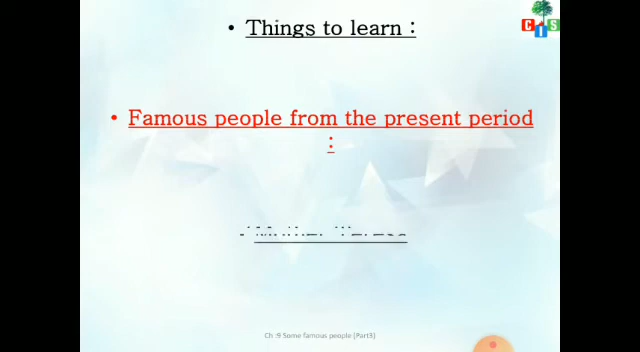 • Things to learn :
C I S
• Famous people from the present period
:
Ch :9 Some famous people (Part3)